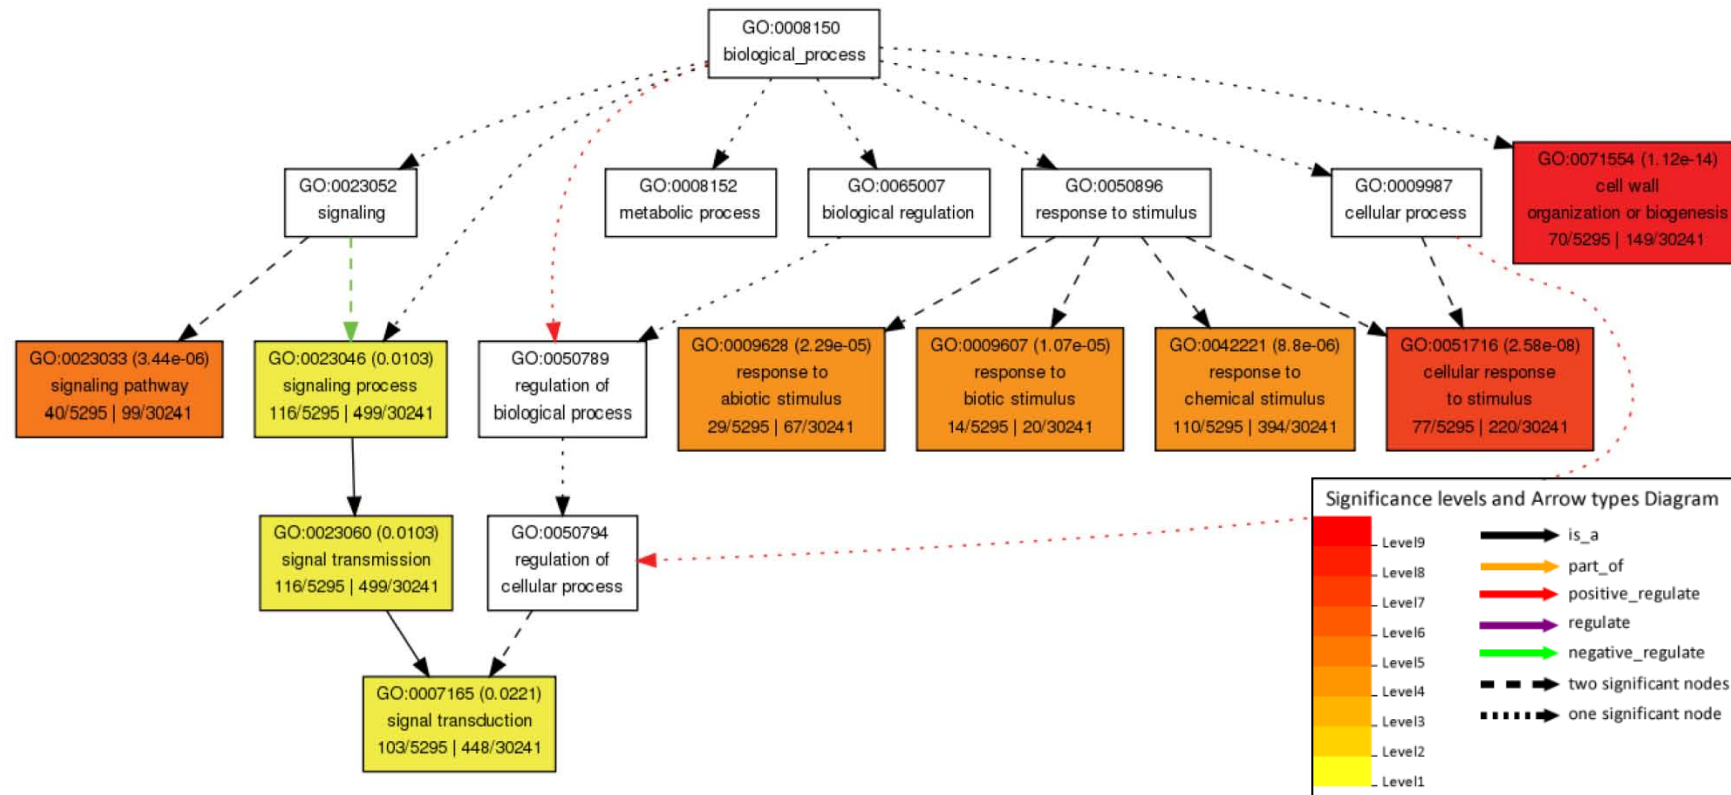 GO:0008150
biological_process
GO:0023052
signaling
GO:0008152
metabolic process
GO:0065007
biological regulation
GO:0050896
response to stimulus
GO:0009987
cellular process
GO:0071554 (1.12e-14)
cell wall
organization or biogenesis
70/5295 | 149/30241
GO:0023033 (3.44e-06)
signaling pathway
40/5295 | 99/30241
GO:0023046 (0.0103)
signaling process
116/5295 | 499/30241
GO:0050789
regulation of
biological process
GO:0009628 (2.29e-05)
response to
abiotic stimulus
29/5295 | 67/30241
GO:0009607 (1.07e-05)
response to
biotic stimulus
14/5295 | 20/30241
GO:0042221 (8.8e-06)
response to
chemical stimulus
110/5295 | 394/30241
GO:0051716 (2.58e-08)
cellular response
to stimulus
77/5295 | 220/30241
GO:0023060 (0.0103)
signal transmission
116/5295 | 499/30241
GO:0050794
regulation of
cellular process
GO:0007165 (0.0221)
signal transduction
103/5295 | 448/30241
Significance levels and Arrow types Diagram
Level9
Level8
Level7
Level6
Level5
Level4
Level3
Level2
Level1
is_a
part_of
positive_regulate
regulate
negative_regulate
two significant nodes
one significant node